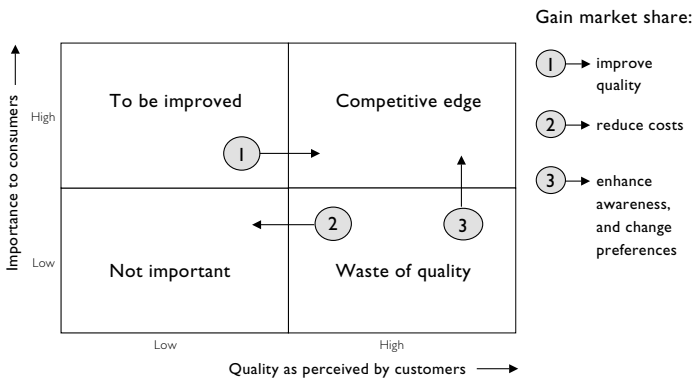 Gain market share:
1 improve
quality
2 reduce costs
3 enhance
awareness,
and change
preferences
Importance to consumers
High
Low
To be improved
Competitive edge
1
2
3
Not important
Waste of quality
Low
High
Quality as perceived by customers